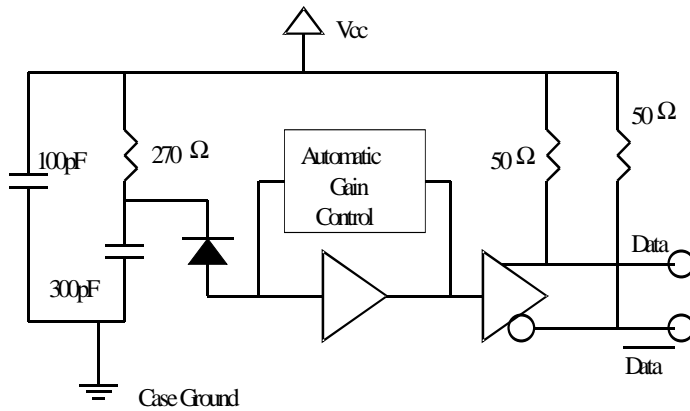 Vcc
50 Ω
100pF
270 Ω
Automatic
Gain
Control
50 Ω
Data
300pF
Data
Case Ground